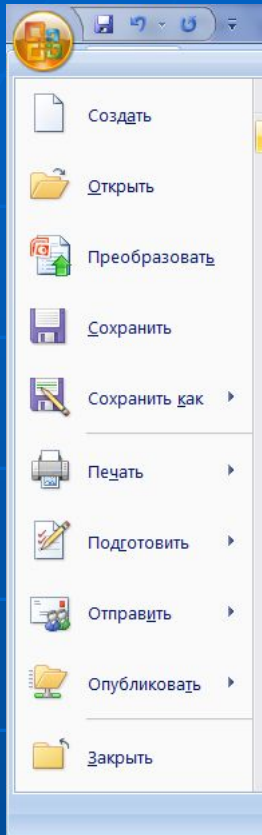 Создать
Открыть
Преобразовать
Сохранить
Сохранить как
Печать
Подготовить
Отправить
Опубликовать
Закрыть